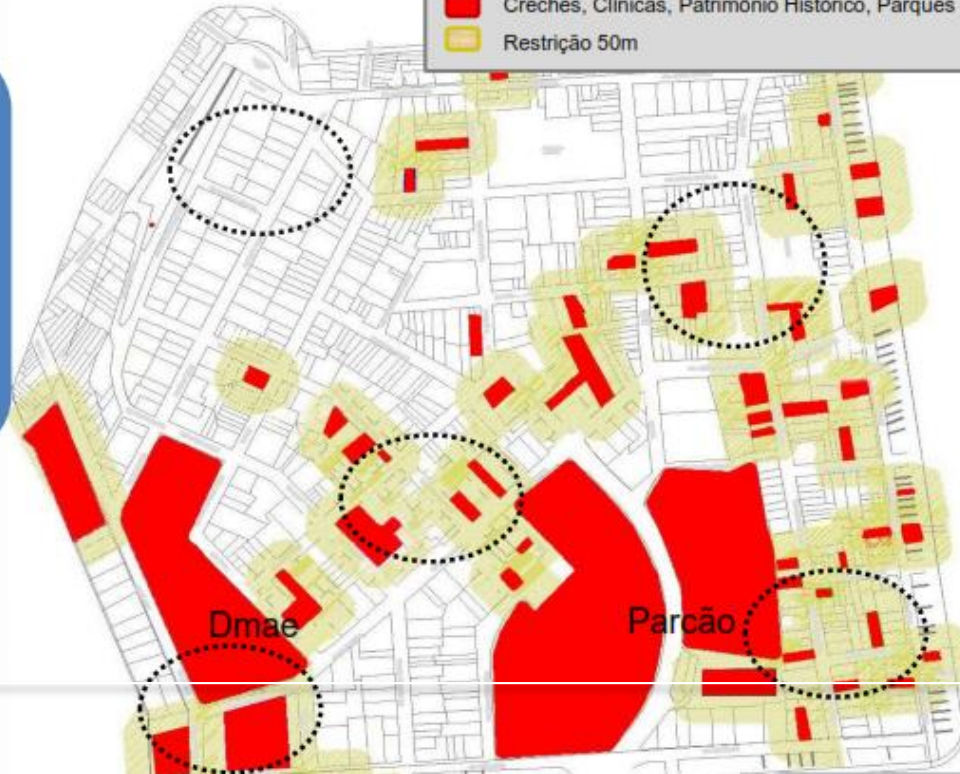 Creches, Clínicas, Patrimônio Histórico, Parques
Restrição 50m
Dmae
Parcão